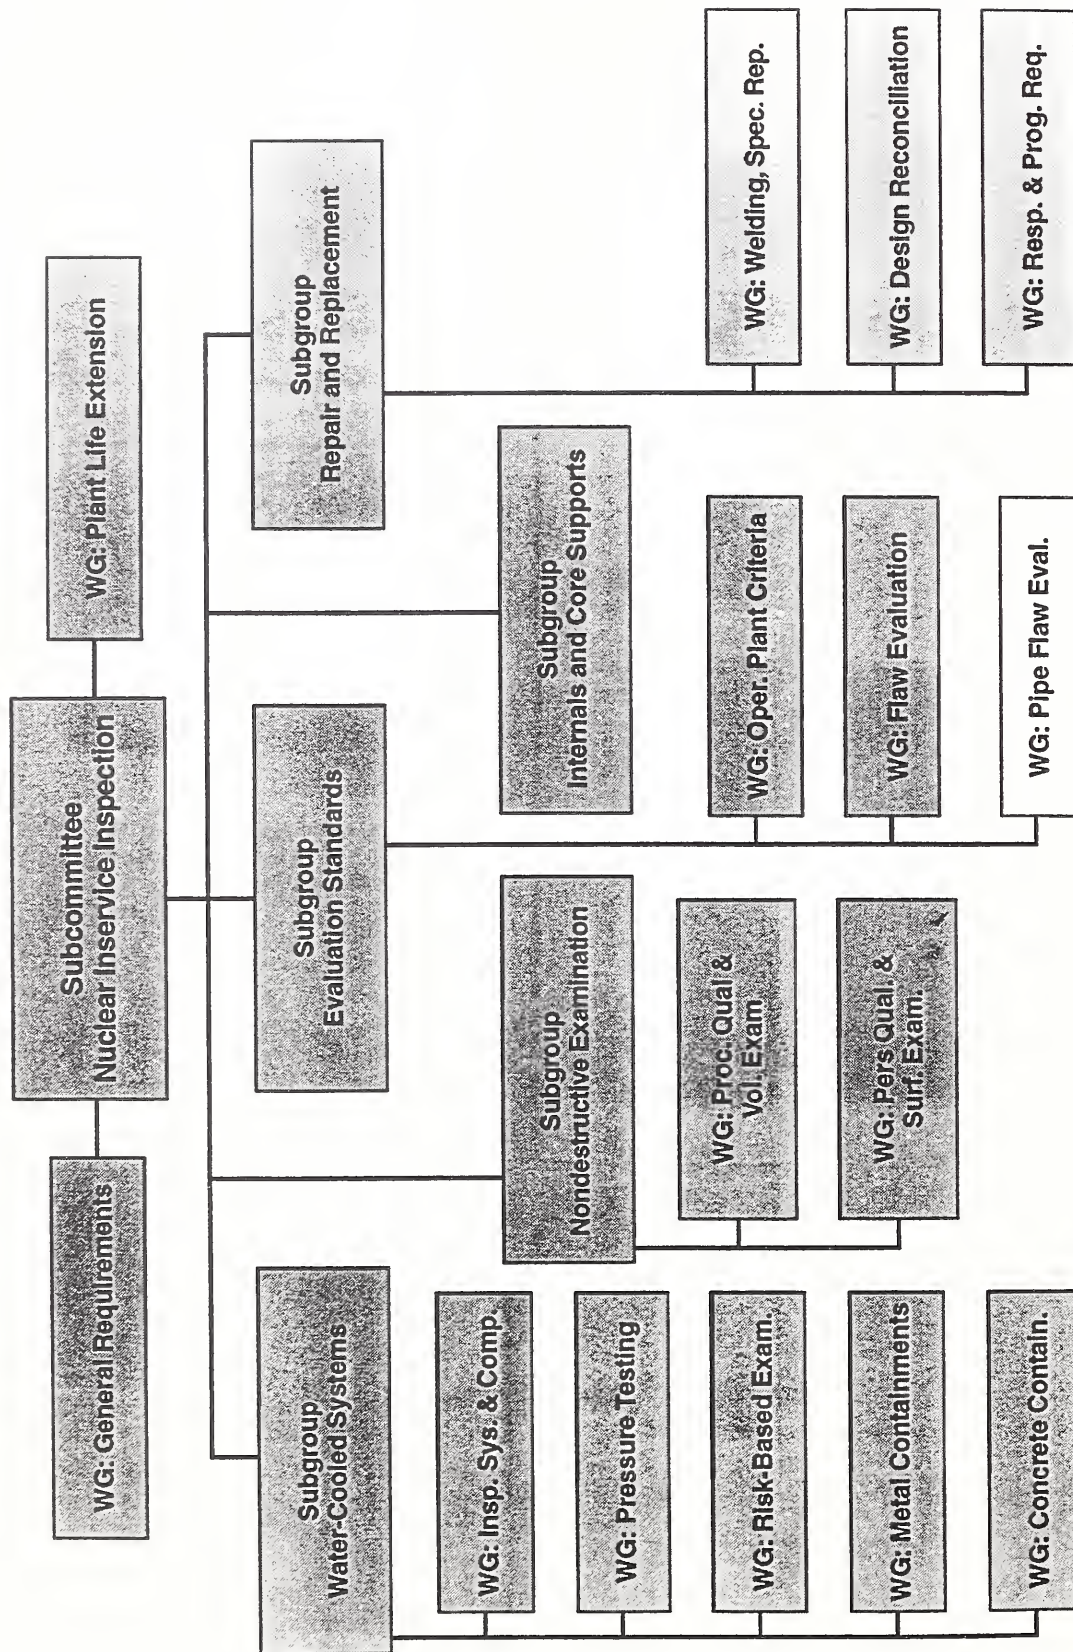 Subcommittee
Nuclear Inservice Inspection
WG: General Requirements
WG: Plant Life Extension
Subgroup
Water-Cooled Systems
WG: Insp. Sys. & Comp.
WG: Pressure Testing
WG: Risk-Based Exam.
WG: Metal Containments
WG: Concrete Contain.
Subgroup
Nondestructive Examination
WG: Proc. Qual &
Vol. Exam
WG: Pers Qual. &
Surf. Exam.
Subgroup
Evaluation Standards
WG: Oper. Plant Criteria
WG: Flaw Evaluation
WG: Pipe Flaw Eval.
Subgroup
Internals and Core Supports
Subgroup
Repair and Replacement
WG: Welding, Spec. Rep.
WG: Design Reconciliation
WG: Resp. & Prog. Req.